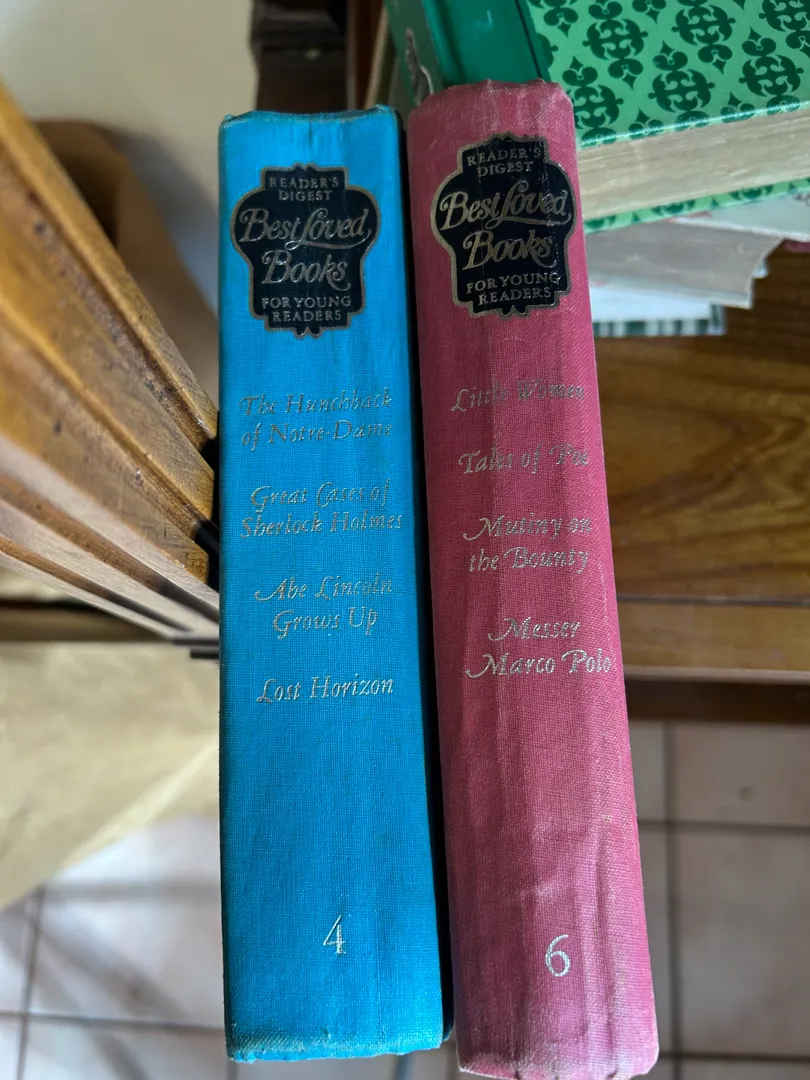 READER'S
DIGEST
Best Loved
Books
FOR YOUNG
READERS
The Hunchback
of Notre-Dame
Great Cases of
Sherlock Holmes
Abe Lincoln
Grows Up
Lost Horizon
4
READER'S
DIGEST
Best Loved
Books
FOR YOUNG
READERS
Little Women
Tales of Poe
Mutiny on
the Bounty
Messer
Marco Polo
6